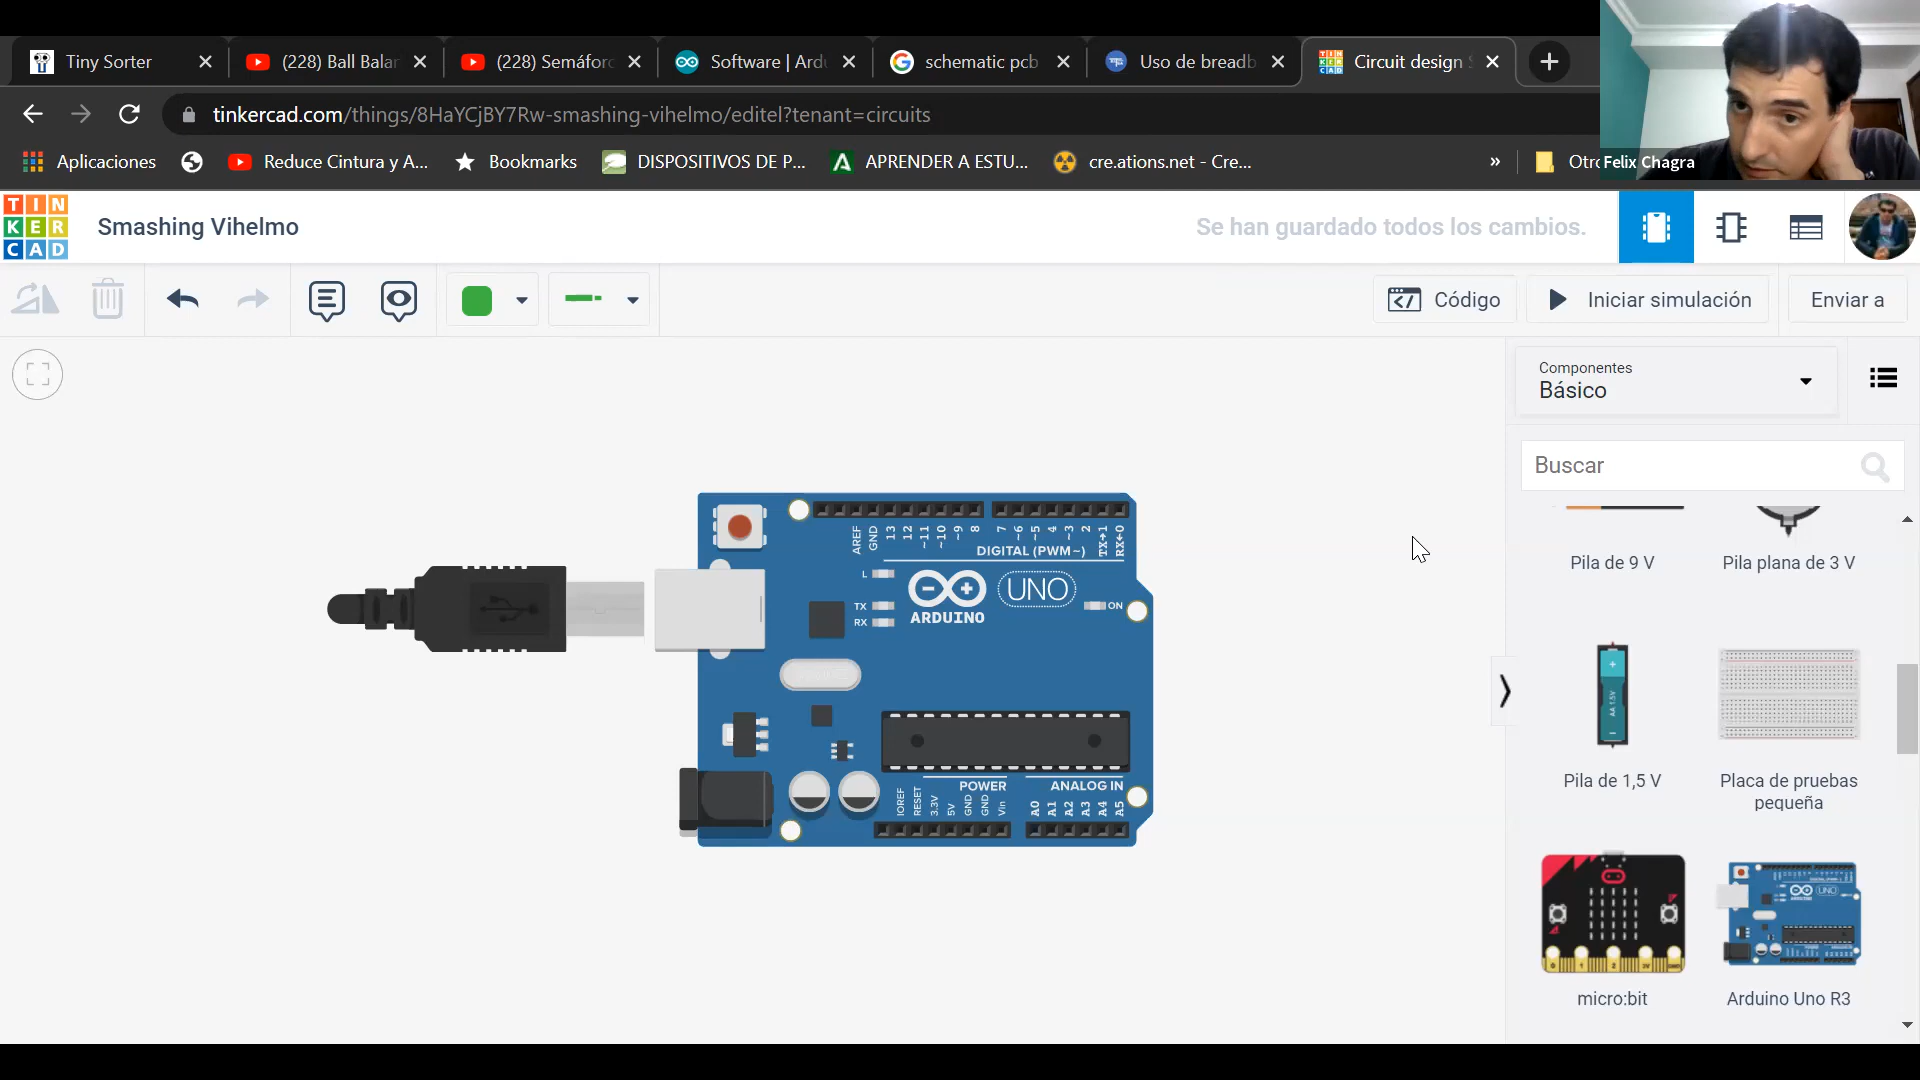 Tiny Sorter
(228) Ball Balan
(228) Semáforo
Software | Ardu
schematic pcb
Uso de breadb
Circuit design S
tinkercad.com/things/8HaYCjBY7Rw-smashing-vihelmo/editel?tenant=circuits
Aplicaciones
Reduce Cintura y A...
Bookmarks
DISPOSITIVOS DE P...
APRENDER A ESTU...
cre.ations.net - Cre...
»
Otro
Felix Chagra
TIN
KER
CAD
Smashing Vihelmo
Se han guardado todos los cambios.
Código
Iniciar simulación
Enviar a
Componentes
Básico
Buscar
Pila de 9 V
Pila plana de 3 V
AA 1.5V
Pila de 1,5 V
Placa de pruebas
pequeña
micro:bit
Arduino Uno R3
AREF
GND
13
12
~11
~10
~9
8
7
~6
~5
4
~3
2
TX→1
RX←0
DIGITAL (PWM~)
L
TX
RX
UNO
ARDUINO
ON
POWER
ANALOG IN
IOREF
RESET
3.3V
5V
GND
GND
Vin
A0
A1
A2
A3
A4
A5